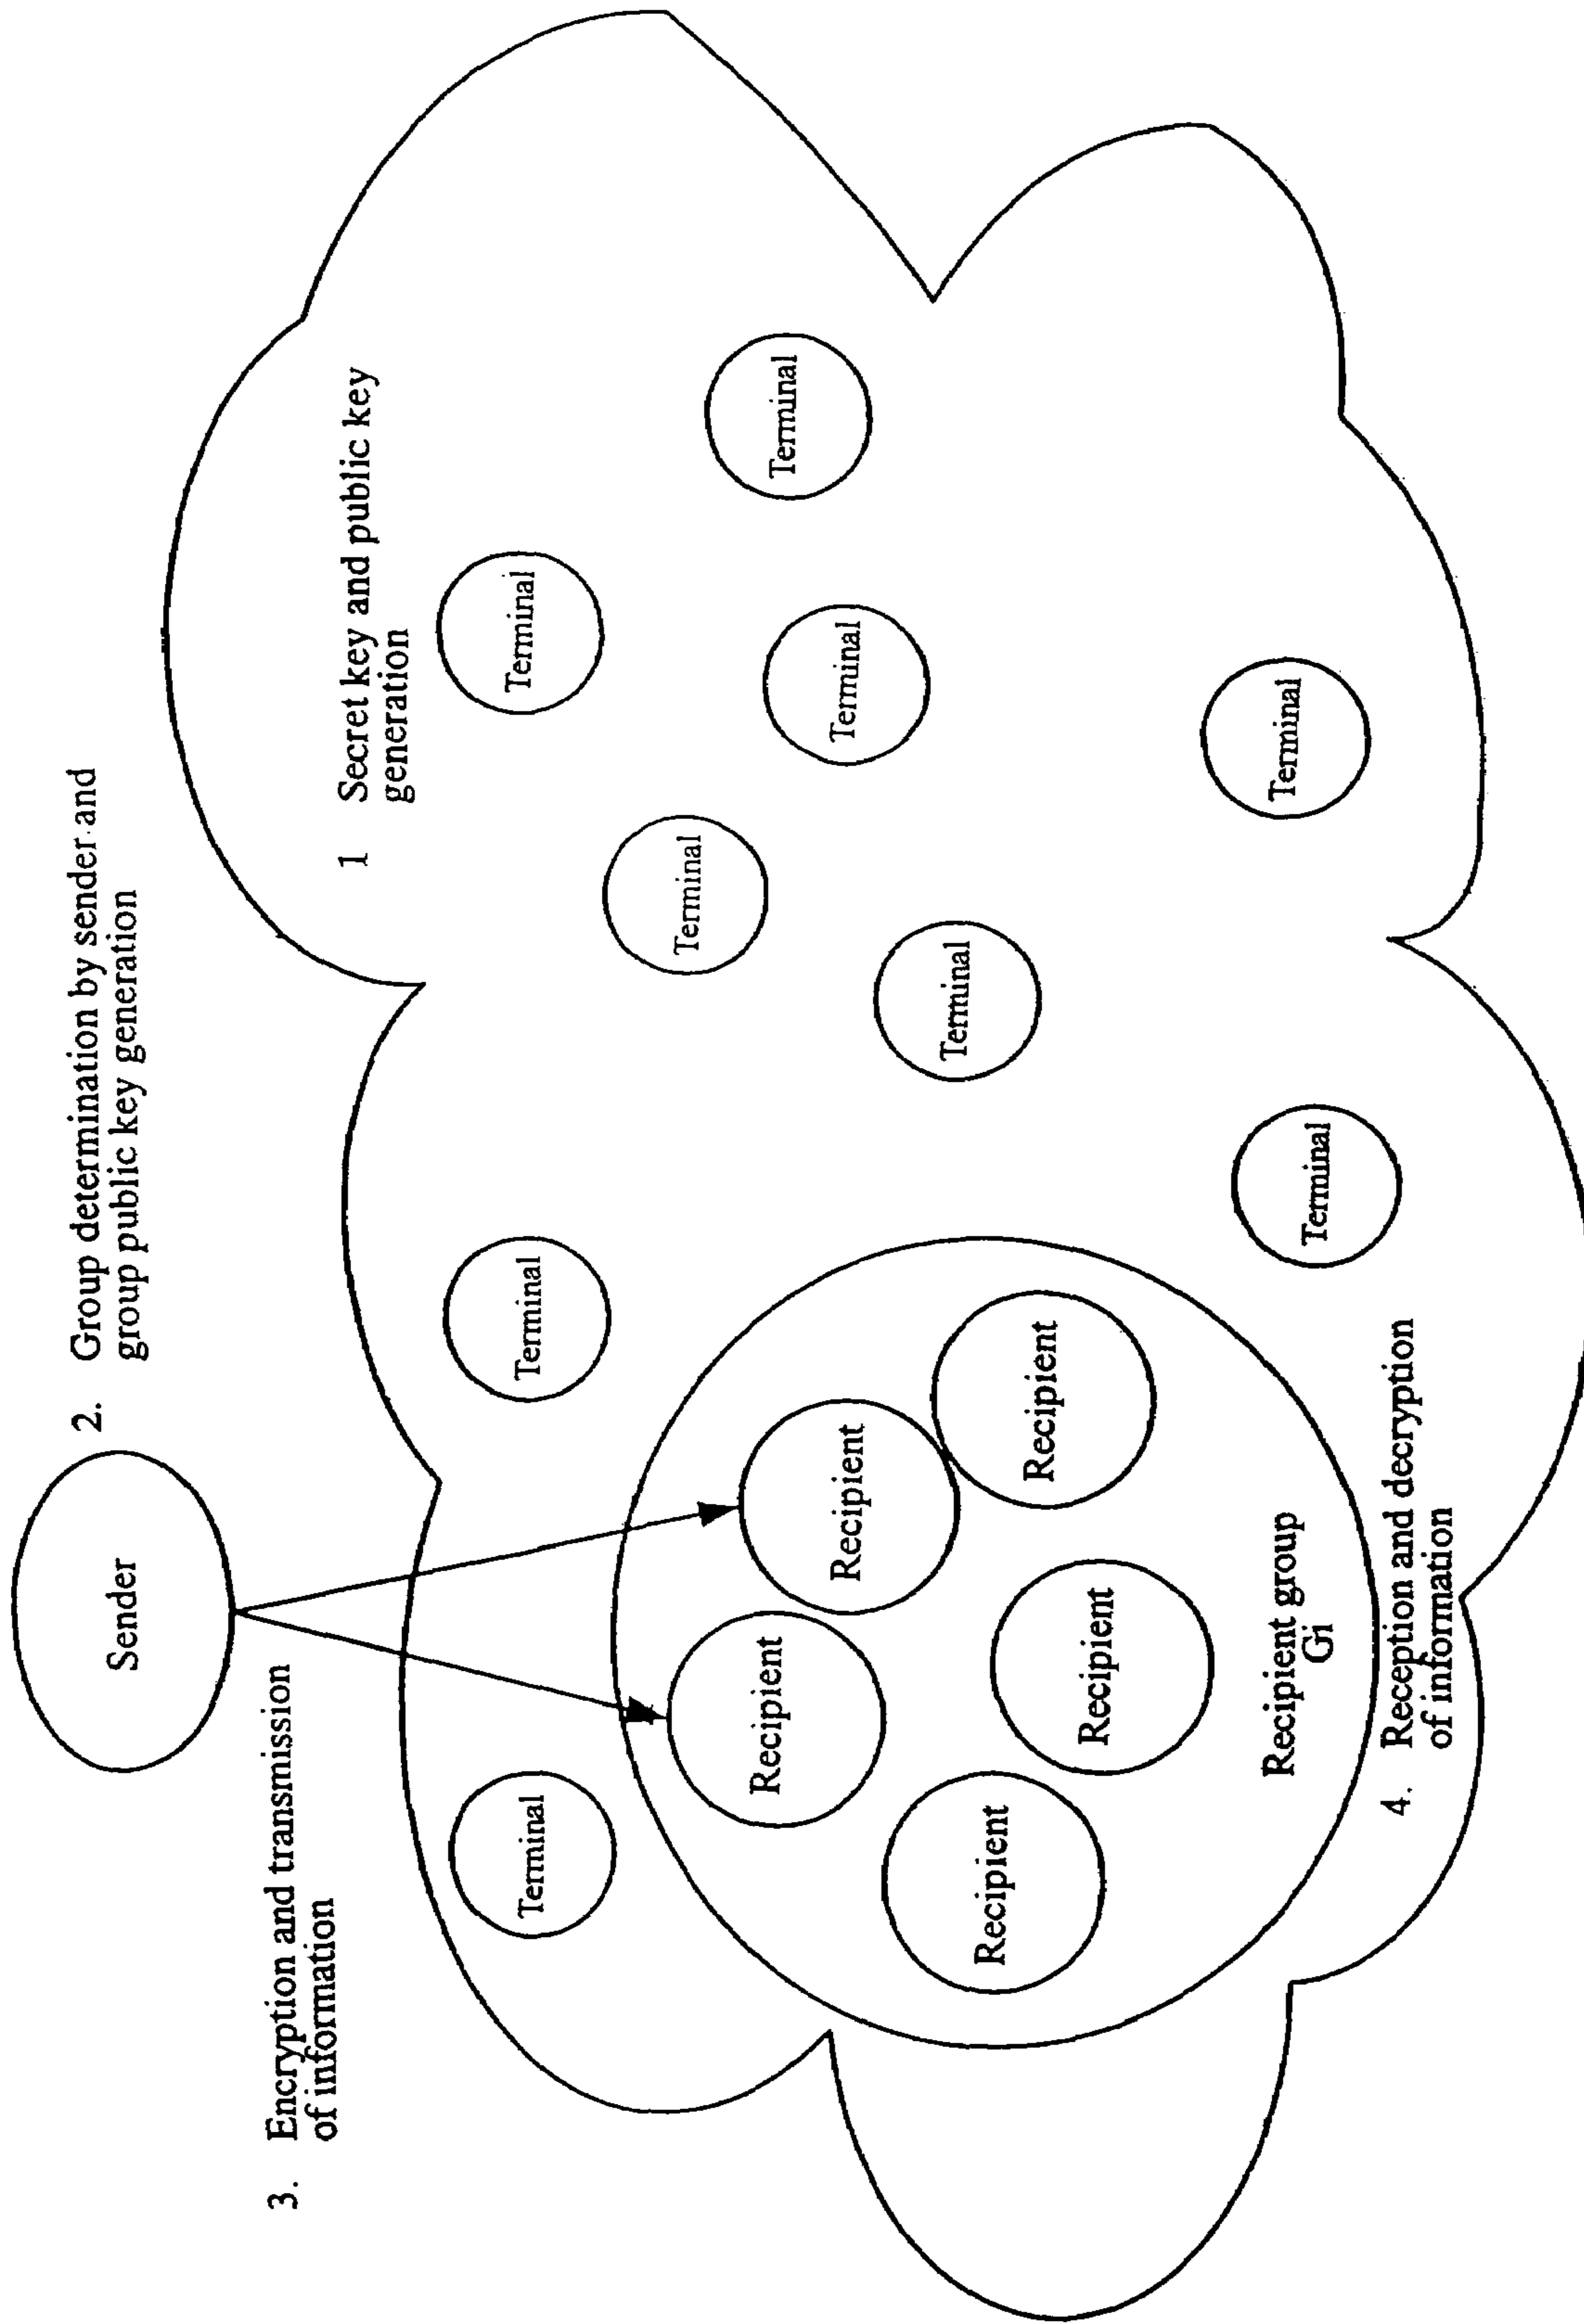 Sender
2. Group determination by sender and
group public key generation
3. Encryption and transmission
of information
1 Secret key and public key
generation
Terminal
Terminal
Terminal
Terminal
Recipient
Terminal
Recipient
Terminal
Terminal
Recipient
Recipient
Recipient
Terminal
Terminal
Recipient group
Gi
4. Reception and decryption
of information